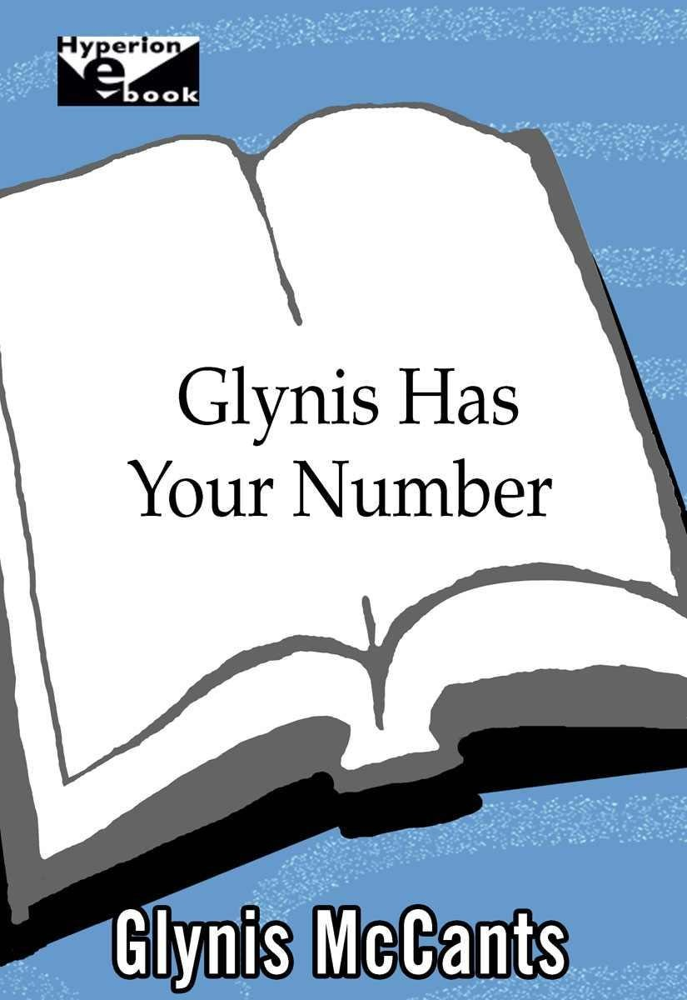 Hyperion
e
book
Glynis Has
Your Number
Glynis McCants